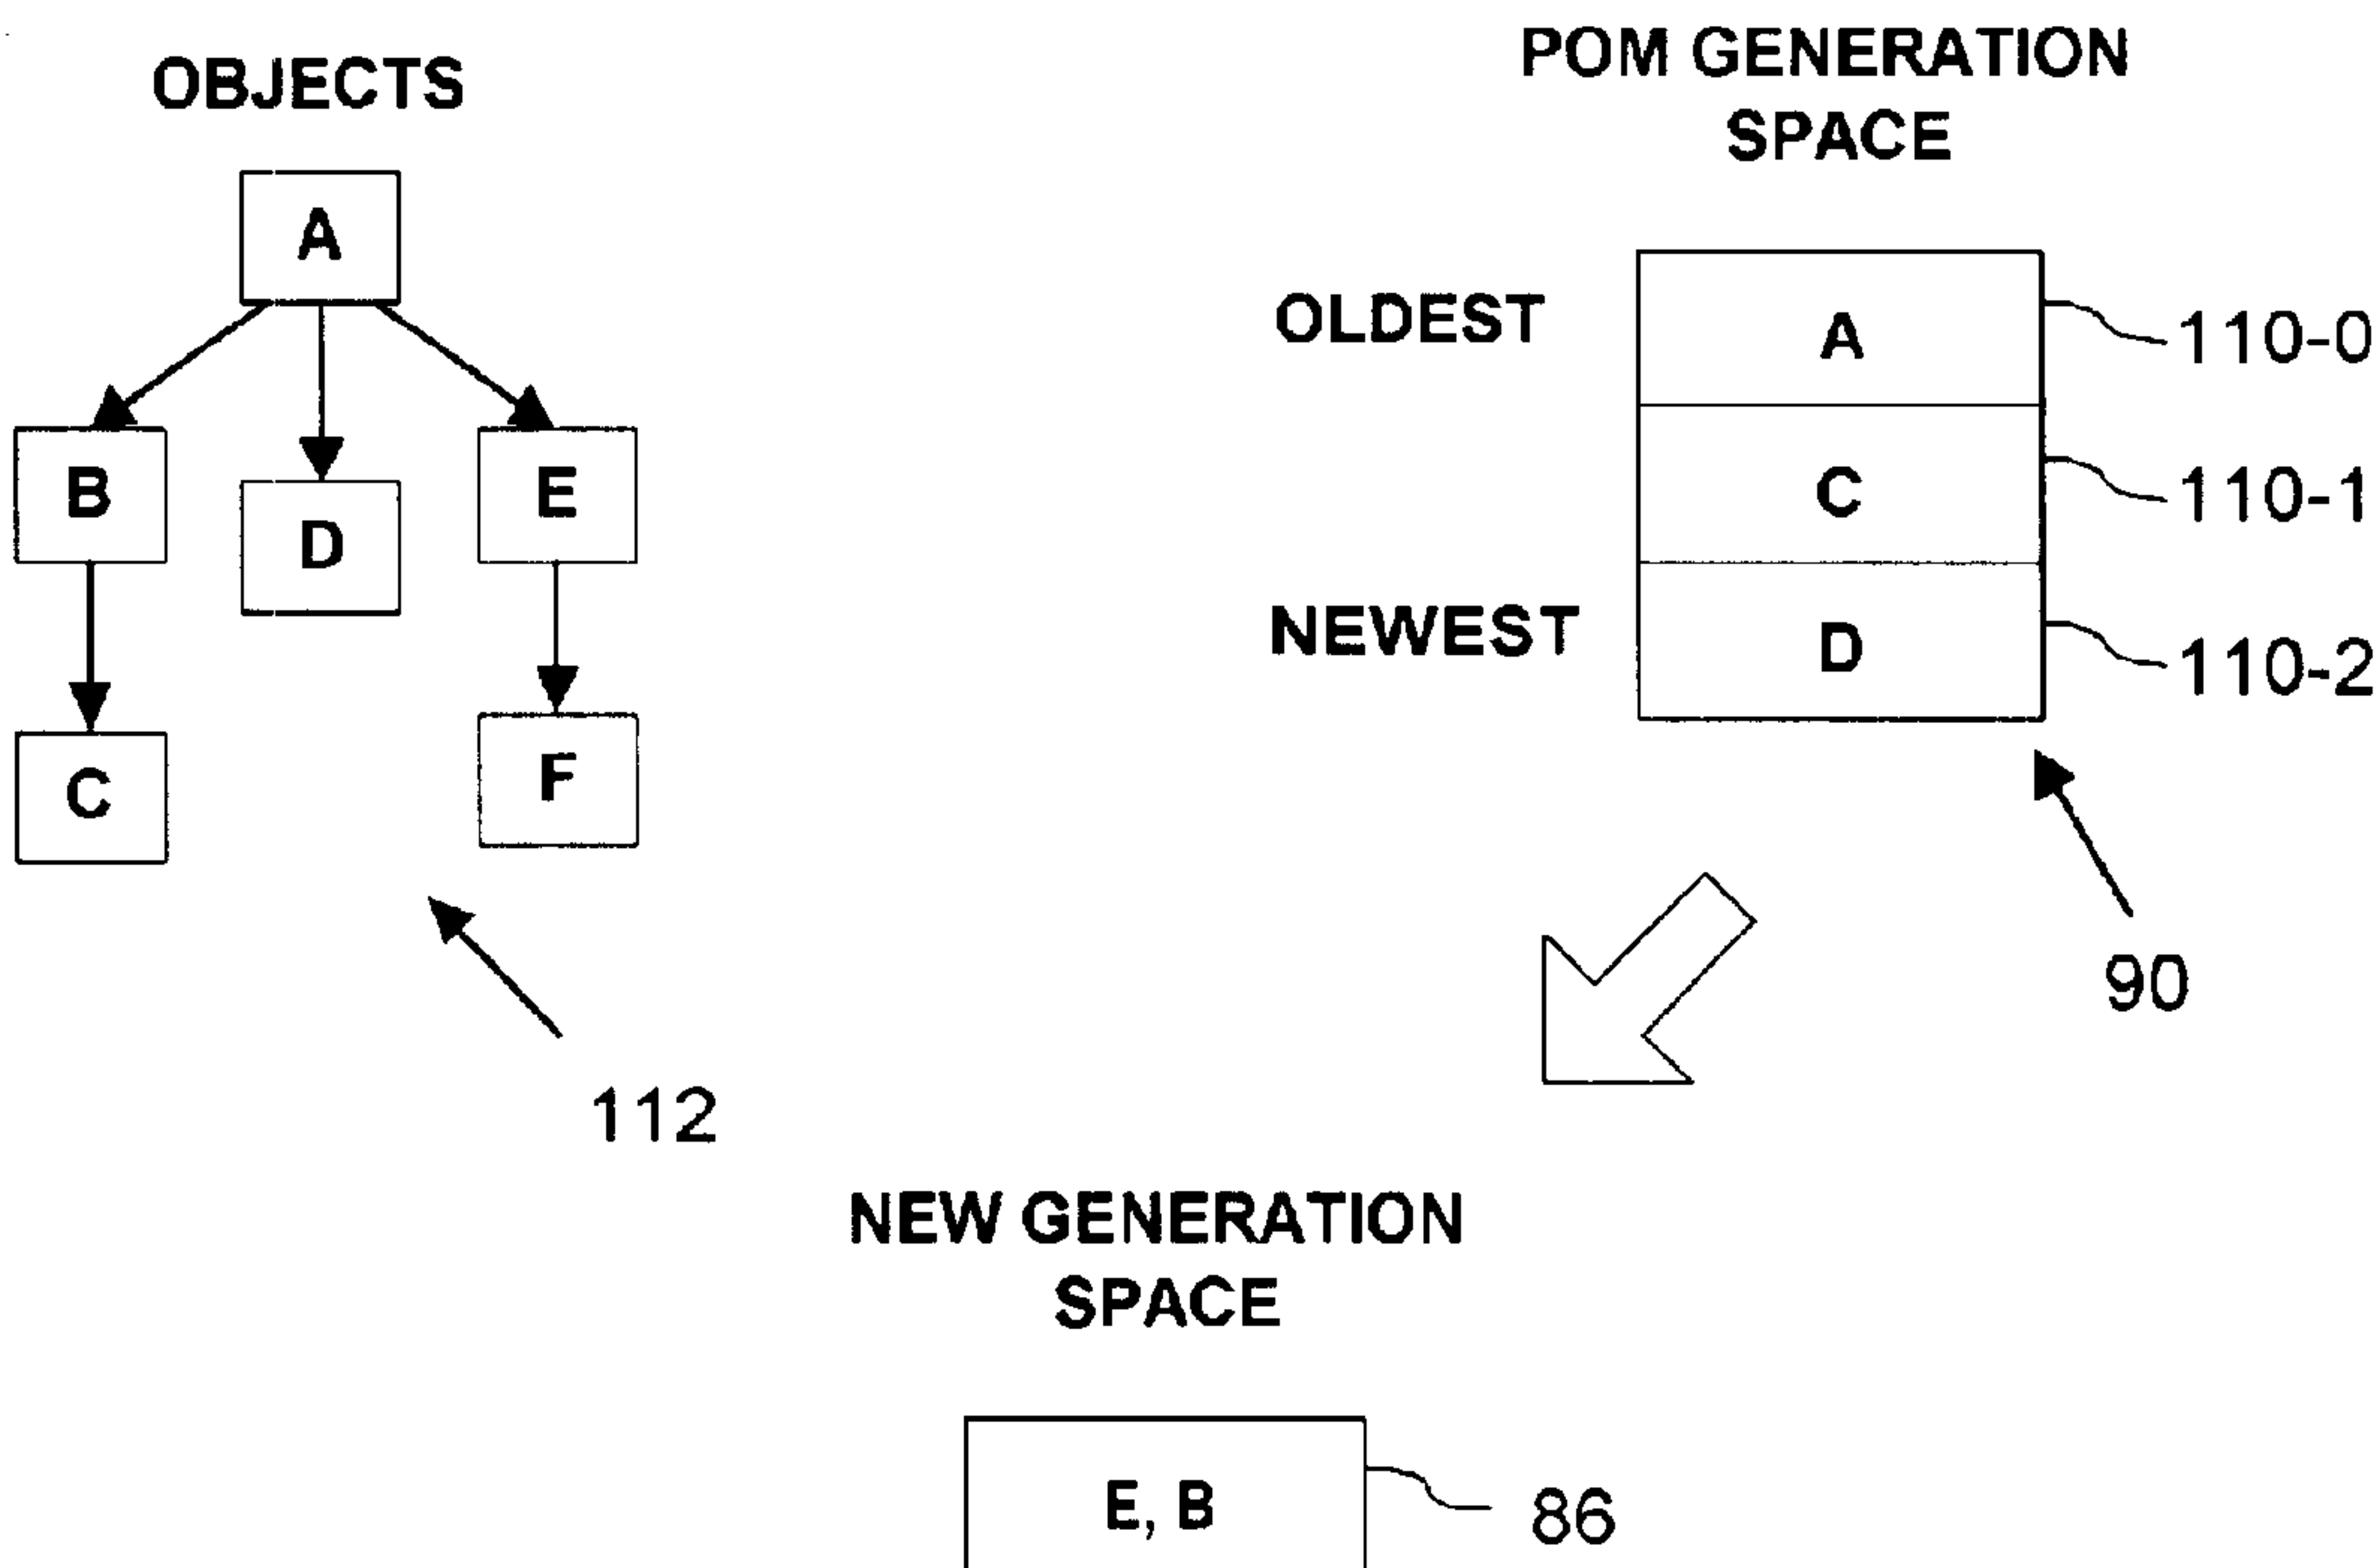 OBJECTS
A
B
D
E
C
F
112
POM GENERATION
SPACE
OLDEST
A
110-0
C
110-1
NEWEST
D
110-2
90
NEW GENERATION
SPACE
E, B
86